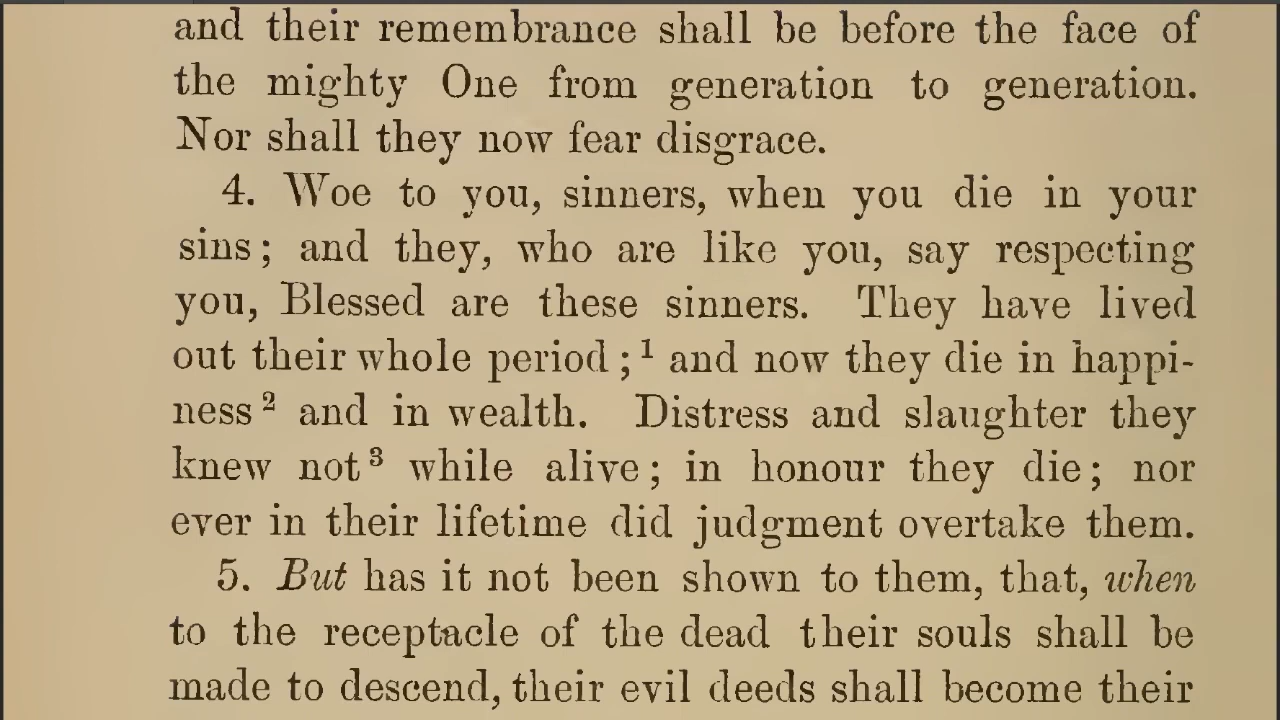 and their remembrance shall be before the face of
the mighty One from generation to generation.
Nor shall they now fear disgrace.
4. Woe to you, sinners, when you die in your
sins; and they, who are like you, say respecting
you, Blessed are these sinners. They have lived
out their whole period;¹ and now they die in happi-
ness² and in wealth. Distress and slaughter they
knew not³ while alive; in honour they die; nor
ever in their lifetime did judgment overtake them.
5. But has it not been shown to them, that, when
to the receptacle of the dead their souls shall be
made to descend, their evil deeds shall become their